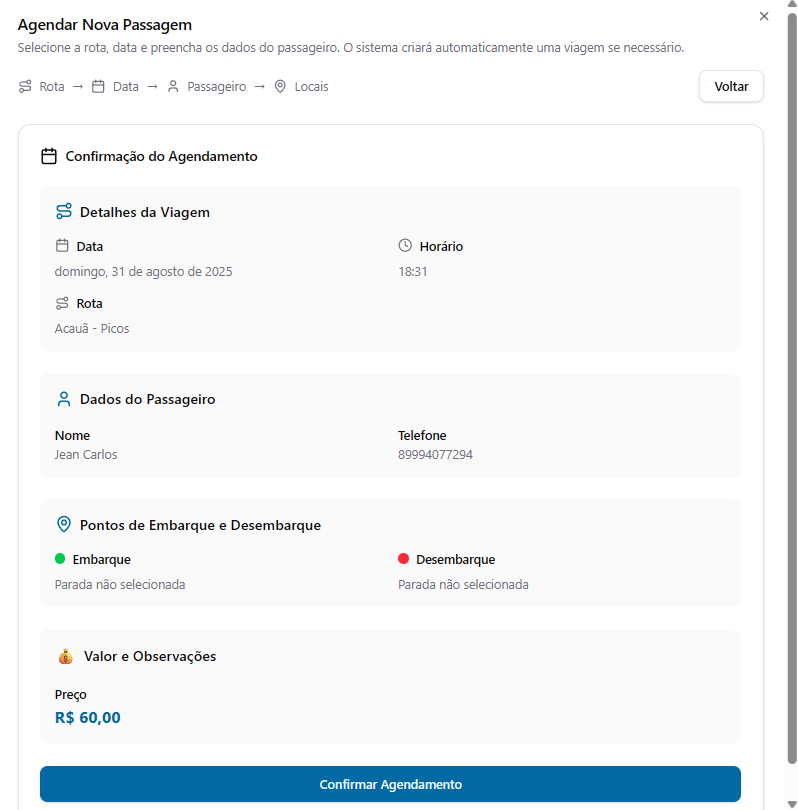 Agendar Nova Passagem
Selecione a rota, data e preencha os dados do passageiro. O sistema criará automaticamente uma viagem se necessário.
Rota → Data → Passageiro → Locais
Voltar
Confirmação do Agendamento
Detalhes da Viagem
Data
Horário
domingo, 31 de agosto de 2025
18:31
Rota
Acauã - Picos
Dados do Passageiro
Nome
Telefone
Jean Carlos
89994077294
Pontos de Embarque e Desembarque
Embarque
Desembarque
Parada não selecionada
Parada não selecionada
Valor e Observações
Preço
R$ 60,00
Confirmar Agendamento